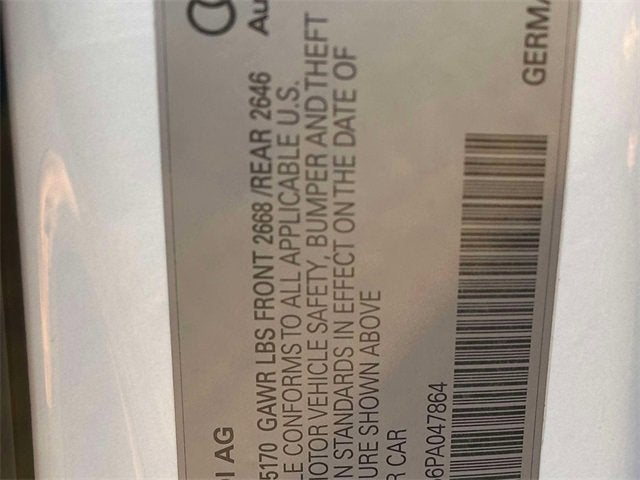 Au
GERMA
I AG
5170 GAWR LBS FRONT 2668 /REAR 2646
LE CONFORMS TO ALL APPLICABLE U.S.
OTOR VEHICLE SAFETY, BUMPER AND THEFT
N STANDARDS IN EFFECT ON THE DATE OF
URE SHOWN ABOVE
R CAR
6PA047864